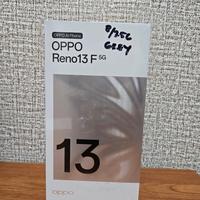 OPPO AI Phone
8/256
GREY
OPPO
Reno13 F 5G
13
oppo